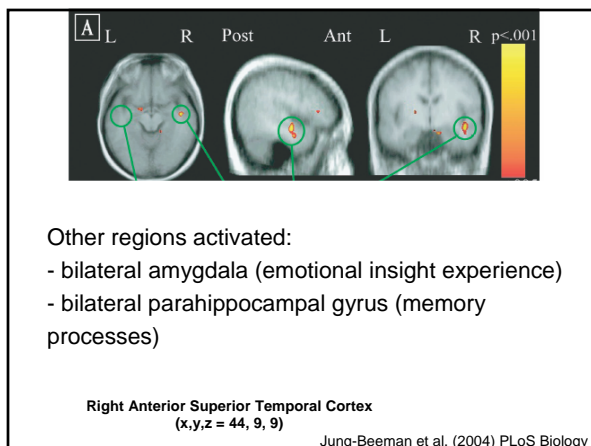 A L R Post Ant L R p<.001
Other regions activated:
- bilateral amygdala (emotional insight experience)
- bilateral parahippocampal gyrus (memory
processes)
Right Anterior Superior Temporal Cortex
(x,y,z = 44, 9, 9)
Jung-Beeman et al. (2004) PLoS Biology